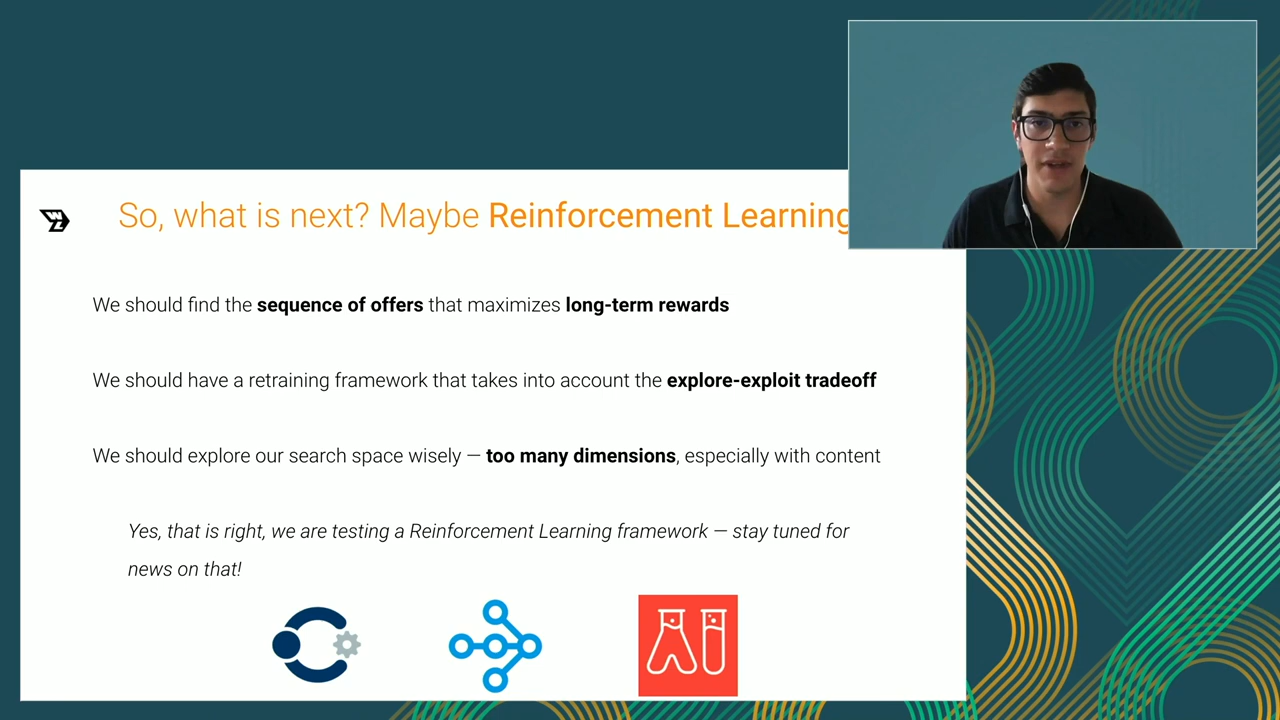 So, what is next? Maybe Reinforcement Learning
We should find the sequence of offers that maximizes long-term rewards
We should have a retraining framework that takes into account the explore-exploit tradeoff
We should explore our search space wisely — too many dimensions, especially with content
Yes, that is right, we are testing a Reinforcement Learning framework — stay tuned for
news on that!